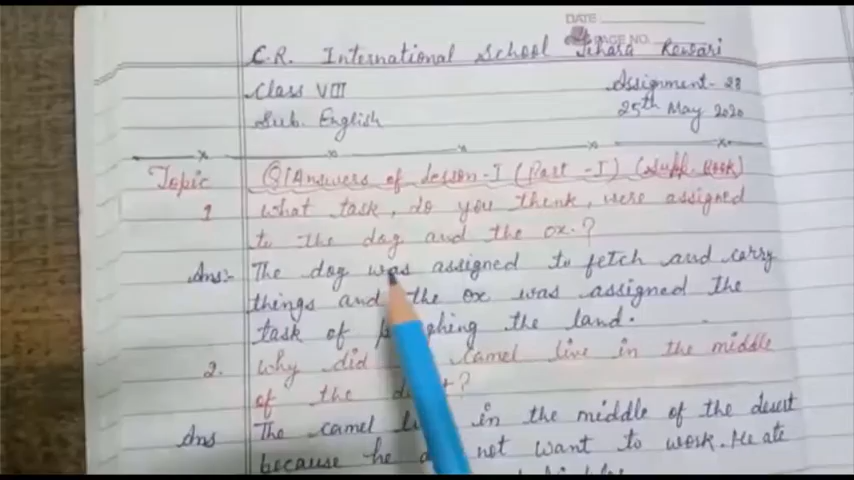 DATE
PAGE NO.
C.R. International School Jhara Rewari
Class VIII
Assignment - 28
Sub. English
25th May 2020
Topic Q/Answers of Lesson-I (Part-I) (Supp. Book)
1 What task, do you think, were assigned
to the dog and the ox.?
Ans:- The dog was assigned to fetch and carry
things and the ox was assigned the
task of the land.
2. Why did camel live in the middle
of the
Ans The camel in the middle of the desert
because he not want to work. He ate